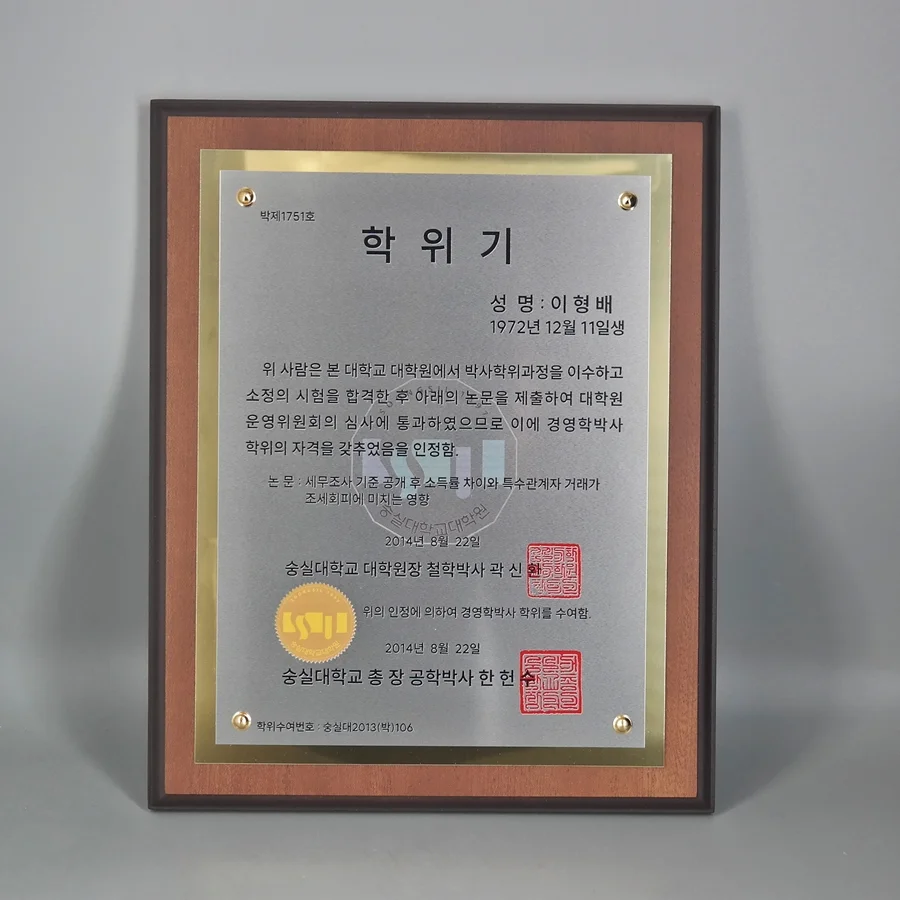 박제1751호
학 위 기
성 명 : 이 형 배
1972년 12월 11일생
위 사람은 본 대학교 대학원에서 박사학위과정을 이수하고
소정의 시험을 합격한 후 아래의 논문을 제출하여 대학원
운영위원회의 심사에 통과하였으므로 이에 경영학박사
학위의 자격을 갖추었음을 인정함.
논 문 : 세무조사 기준 공개 후 소득률 차이와 특수관계자 거래가
조세회피에 미치는 영향
숭실대학교대학원
2014년 8월 22일
숭실대학교 대학원장 철학박사 곽 신 환
위의 인정에 의하여 경영학박사 학위를 수여함.
2014년 8월 22일
숭실대학교 총 장 공학박사 한 헌 수
학위수여번호 : 숭실대2013(박)106